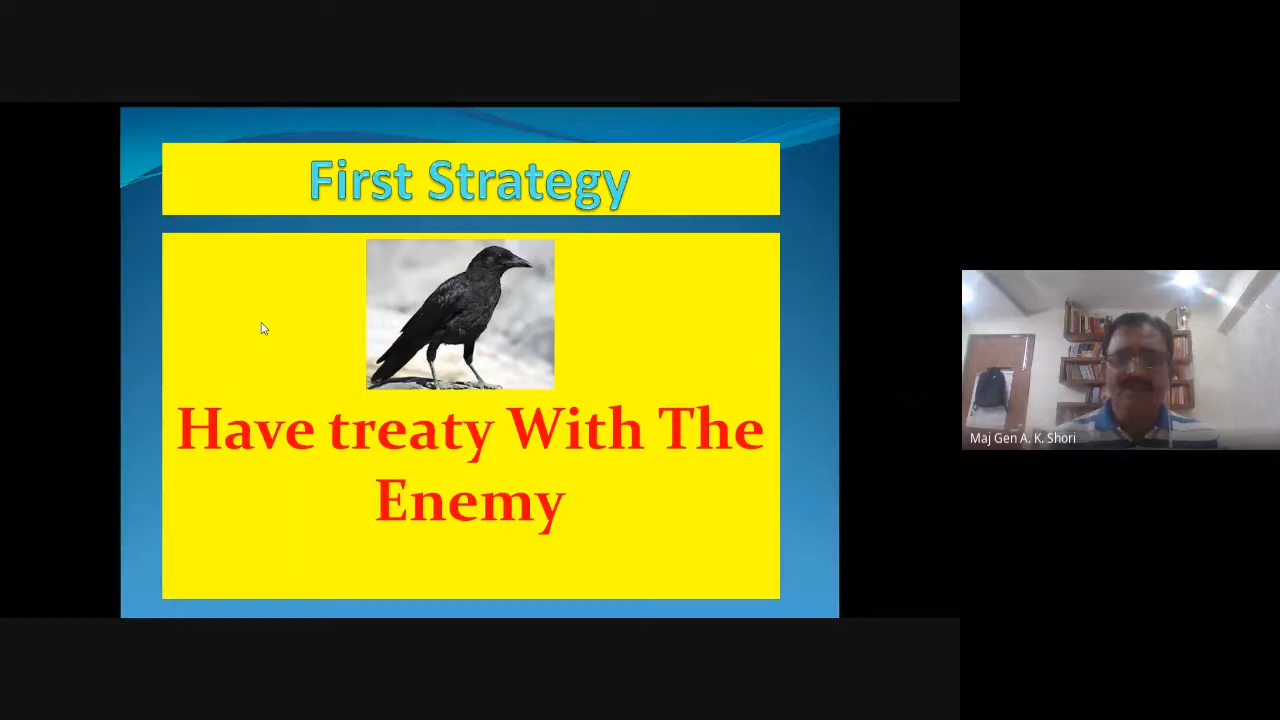 First Strategy
Have treaty With The
Enemy
Maj Gen A. K. Shori